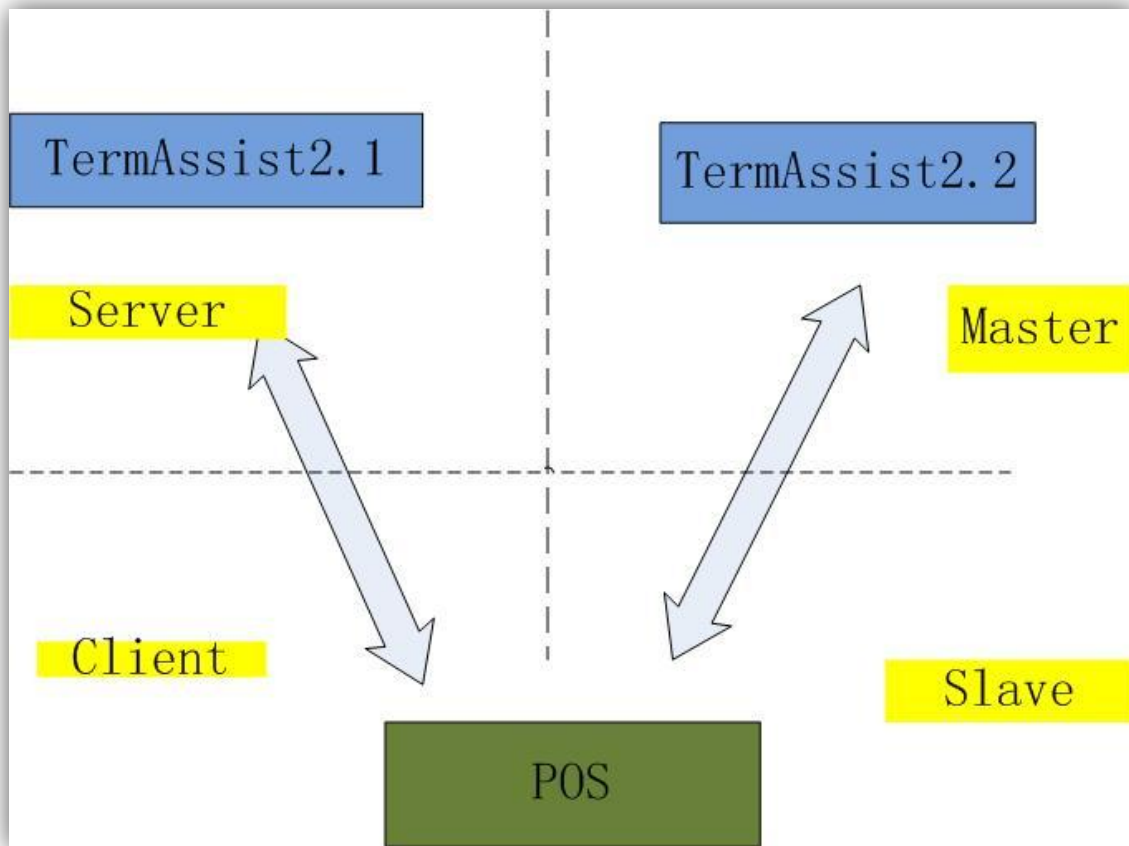 TermAssist2.1
TermAssist2.2
Server
Master
Client
Slave
POS